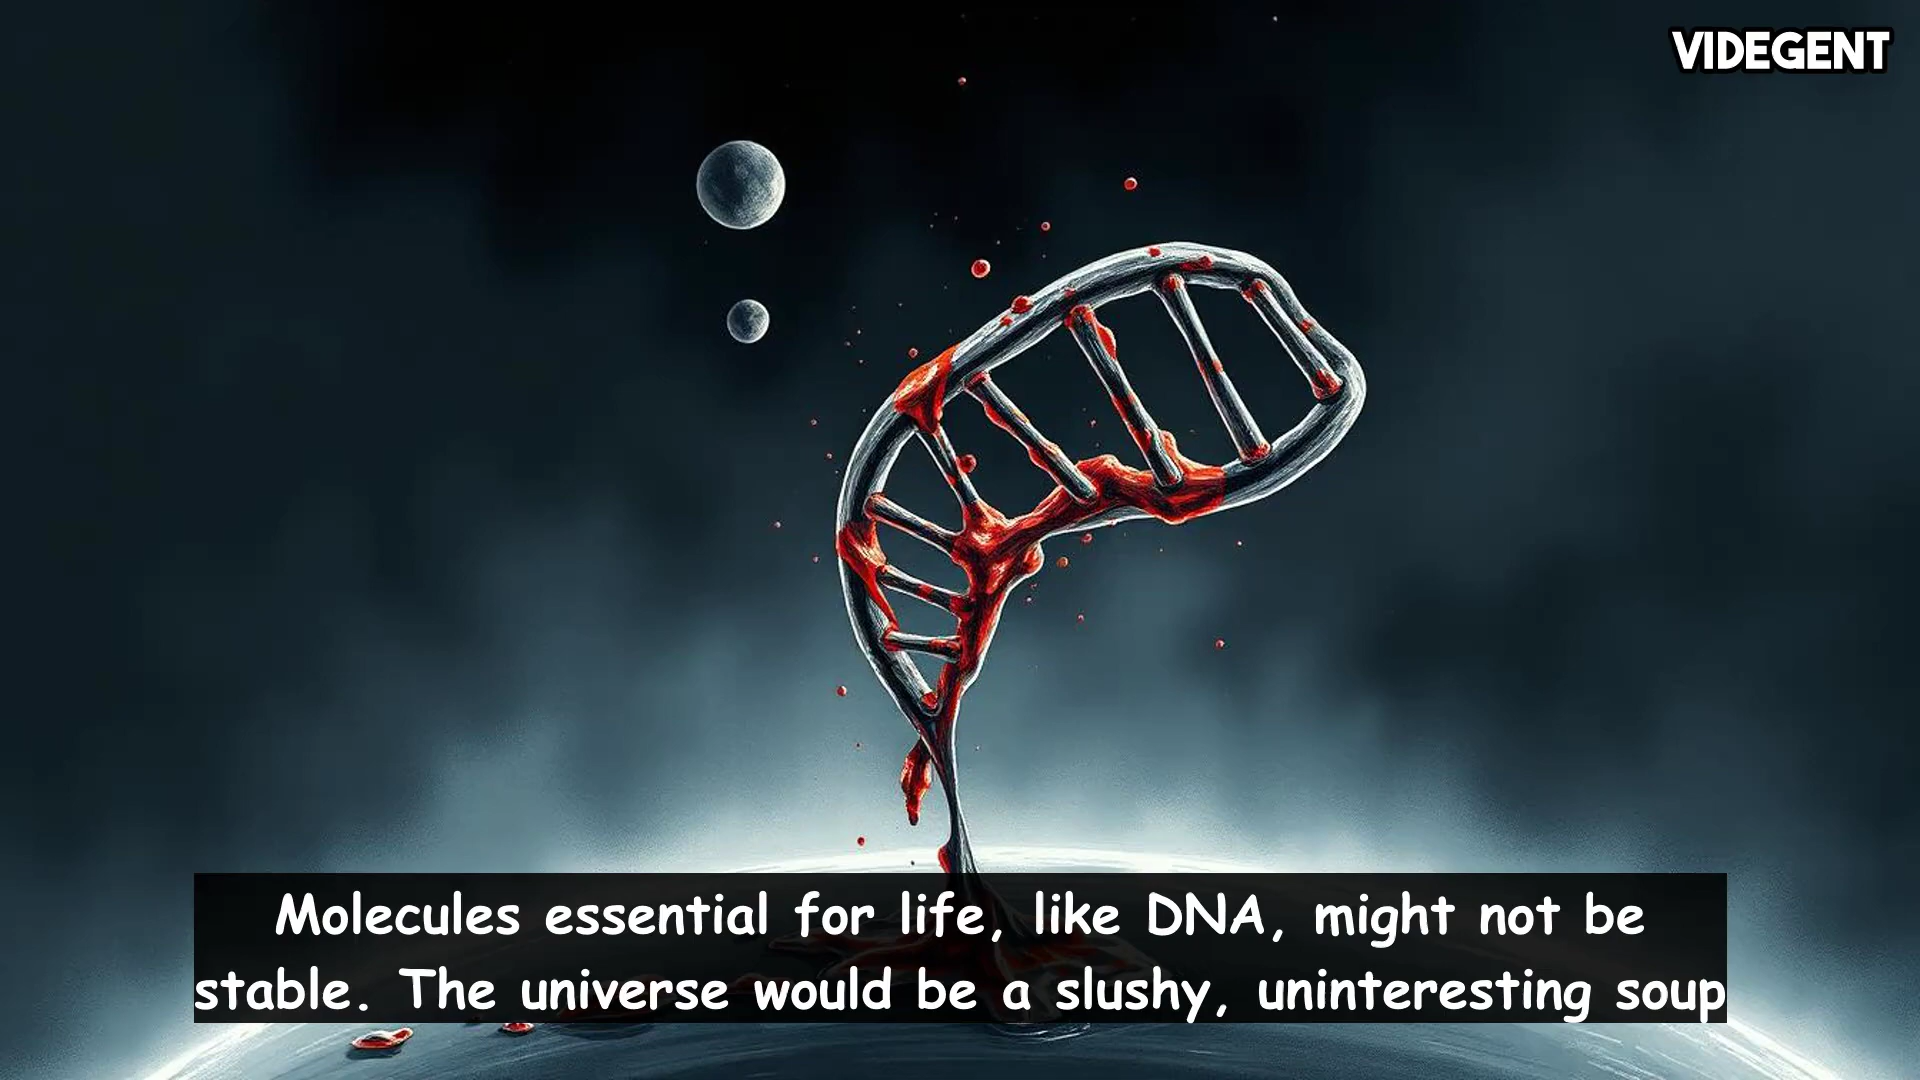 VIDEGENT
Molecules essential for life, like DNA, might not be
stable. The universe would be a slushy, uninteresting soup